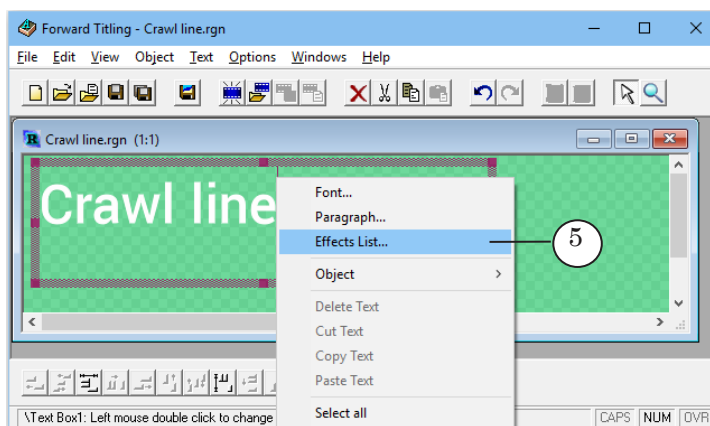 Forward Titling - Crawl line.rgn
File Edit View Object Text Options Windows Help
Crawl line.rgn (1:1)
Crawl line
Font...
Paragraph...
Effects List...
5
Object
Delete Text
Cut Text
Copy Text
Paste Text
Select all
\Text Box1: Left mouse double click to change
CAPS NUM OVR